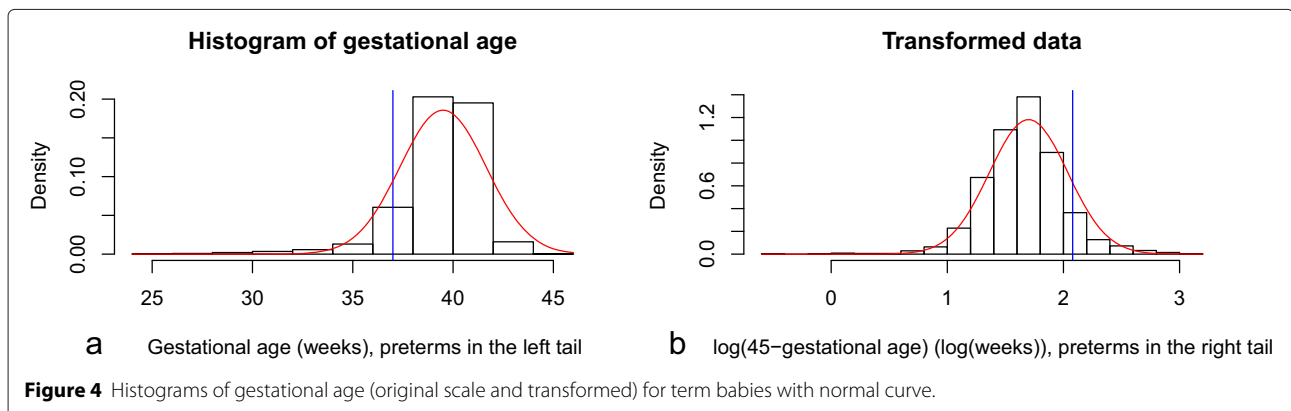 Histogram of gestational age
Density
0.00 0.10 0.20
25 30 35 40 45
a Gestational age (weeks), preterms in the left tail
Transformed data
Density
0.0 0.6 1.2
0 1 2 3
b log(45−gestational age) (log(weeks)), preterms in the right tail
Figure 4 Histograms of gestational age (original scale and transformed) for term babies with normal curve.